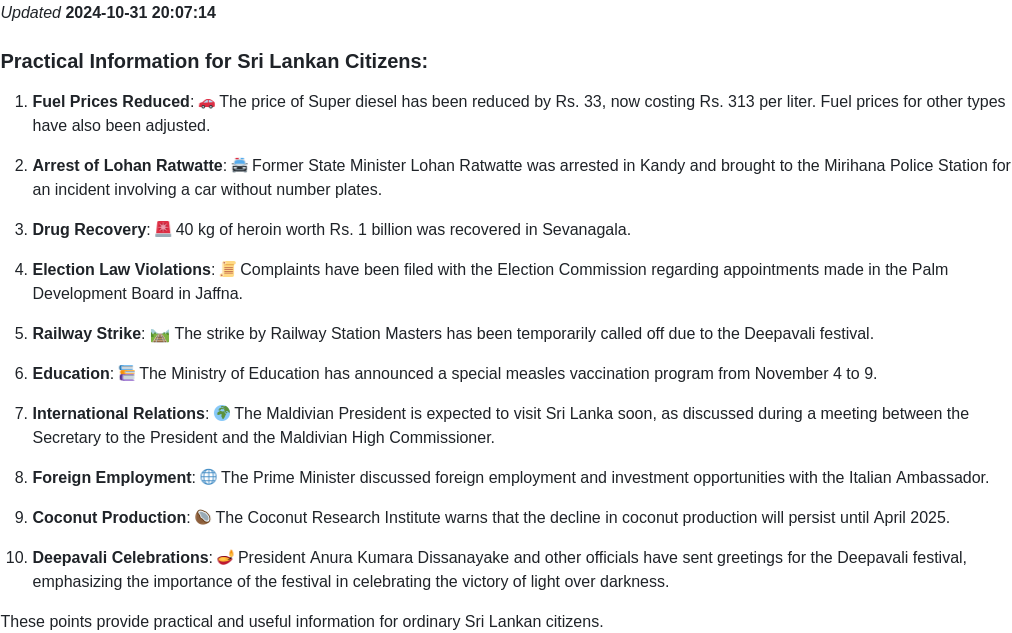 Updated 2024-10-31 20:07:14
Practical Information for Sri Lankan Citizens:
1. Fuel Prices Reduced: 🚗 The price of Super diesel has been reduced by Rs. 33, now costing Rs. 313 per liter. Fuel prices for other types
have also been adjusted.
2. Arrest of Lohan Ratwatte: 🚔 Former State Minister Lohan Ratwatte was arrested in Kandy and brought to the Mirihana Police Station for
an incident involving a car without number plates.
3. Drug Recovery: 🚨 40 kg of heroin worth Rs. 1 billion was recovered in Sevanagala.
4. Election Law Violations: 📜 Complaints have been filed with the Election Commission regarding appointments made in the Palm
Development Board in Jaffna.
5. Railway Strike: 🛤️ The strike by Railway Station Masters has been temporarily called off due to the Deepavali festival.
6. Education: 📚 The Ministry of Education has announced a special measles vaccination program from November 4 to 9.
7. International Relations: 🌍 The Maldivian President is expected to visit Sri Lanka soon, as discussed during a meeting between the
Secretary to the President and the Maldivian High Commissioner.
8. Foreign Employment: 🌐 The Prime Minister discussed foreign employment and investment opportunities with the Italian Ambassador.
9. Coconut Production: 🥥 The Coconut Research Institute warns that the decline in coconut production will persist until April 2025.
10. Deepavali Celebrations: 🪔 President Anura Kumara Dissanayake and other officials have sent greetings for the Deepavali festival,
emphasizing the importance of the festival in celebrating the victory of light over darkness.
These points provide practical and useful information for ordinary Sri Lankan citizens.